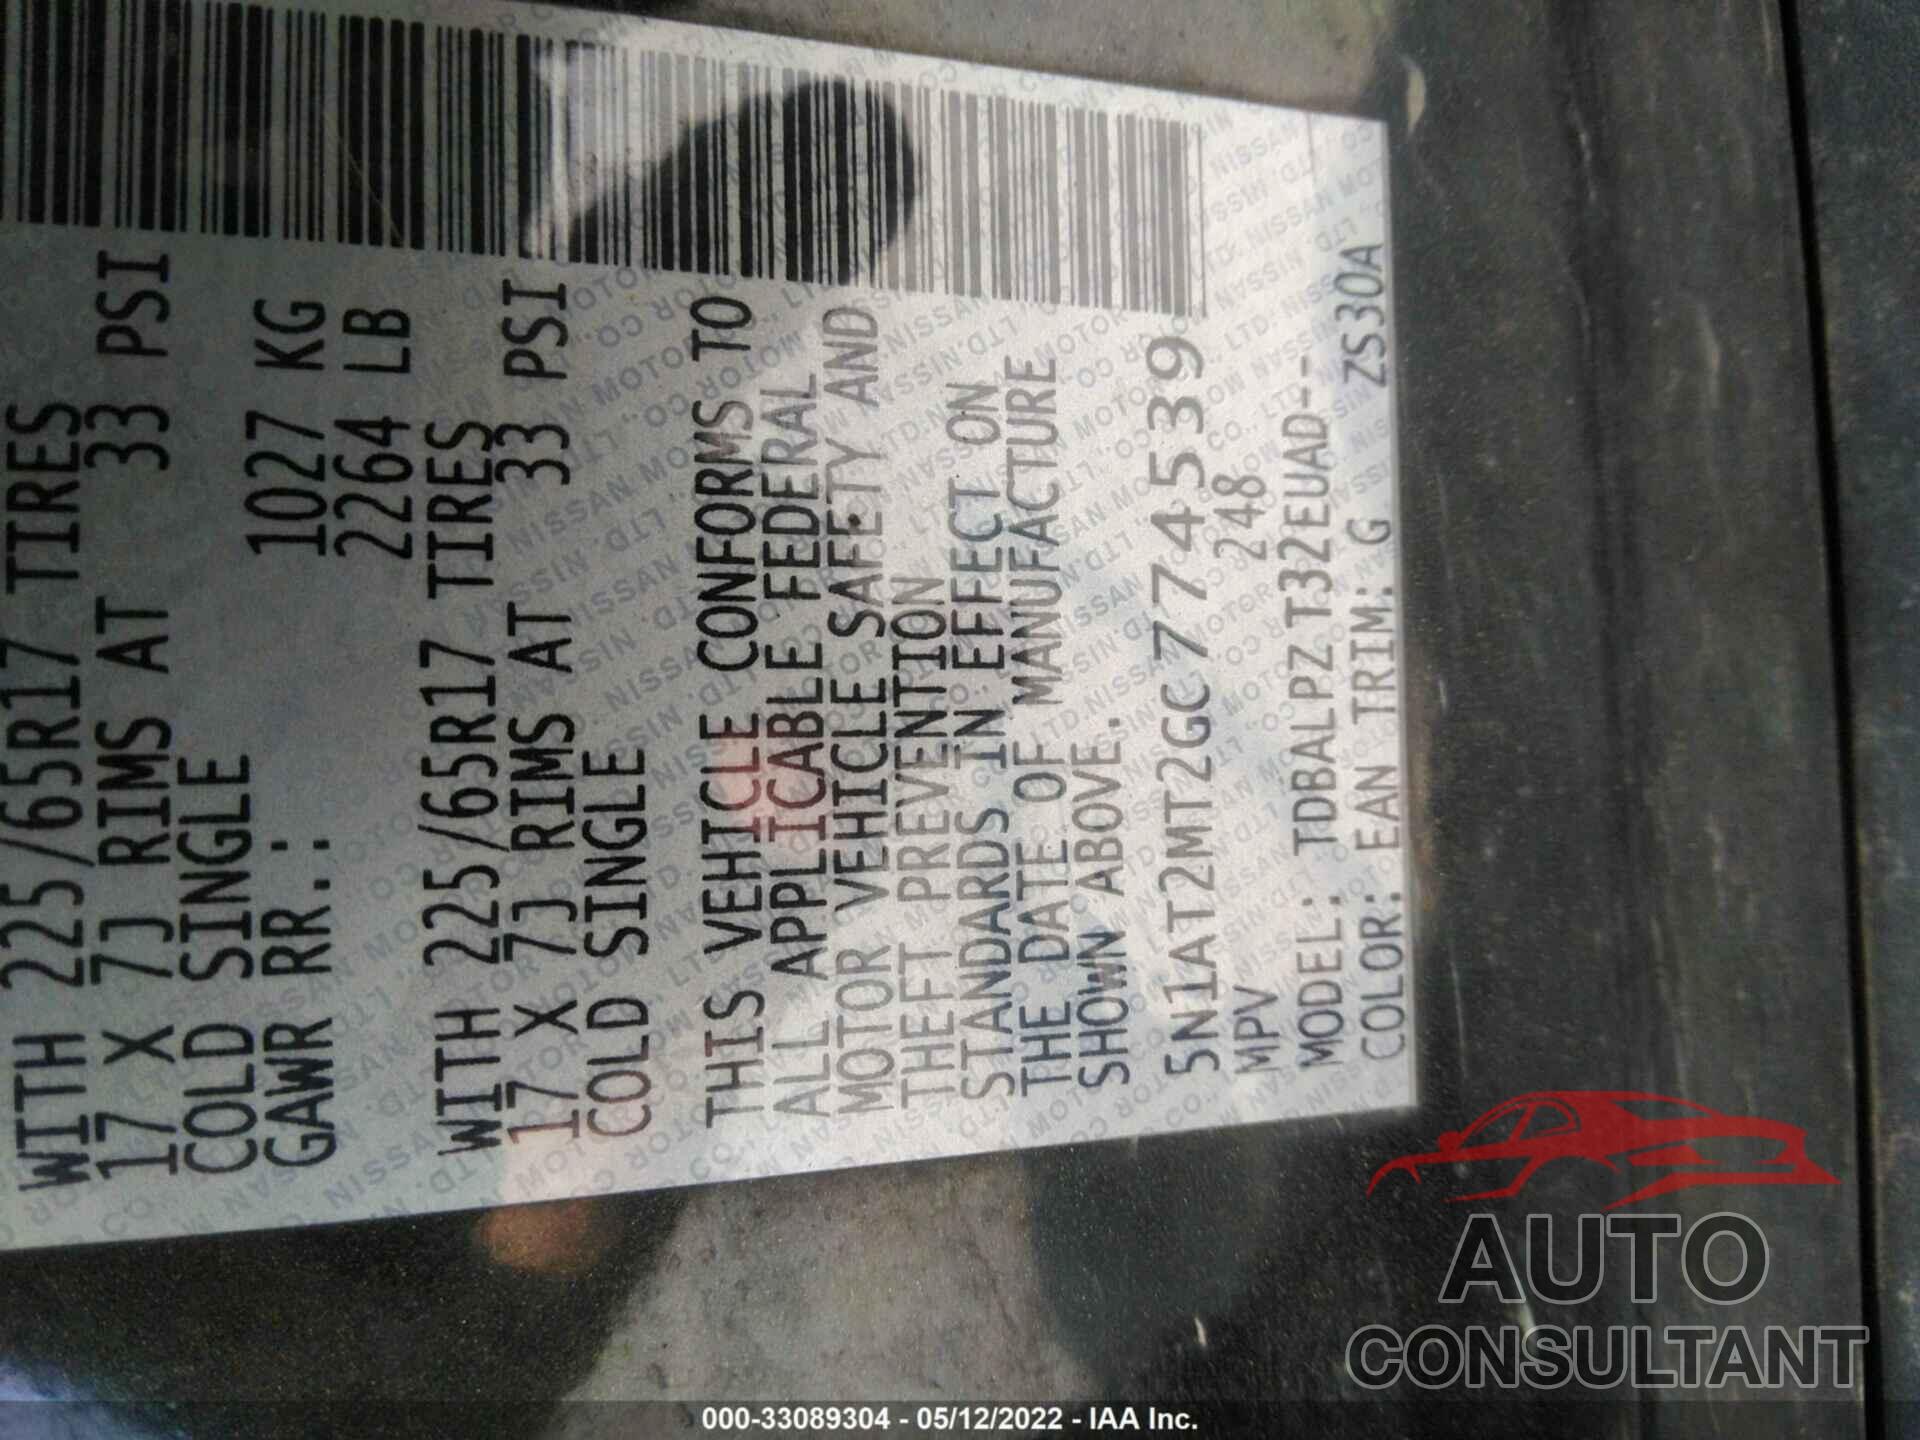 WITH 225/65R17 TIRES
17 X 7J RIMS AT 33 PSI
COLD SINGLE
GAWR RR.: 1027 KG
2264 LB
WITH 225/65R17 TIRES
17 X 7J RIMS AT 33 PSI
COLD SINGLE
THIS VEHICLE CONFORMS TO
ALL APPLICABLE FEDERAL
MOTOR VEHICLE SAFETY AND
THEFT PREVENTION
STANDARDS IN EFFECT ON
THE DATE OF MANUFACTURE
SHOWN ABOVE.
5N1AT2MT2GC774539
MPV 248
MODEL: TDBALPZ T32EUAD--
COLOR: EAN TRIM: G ZS30A
AUTO
CONSULTANT
000-33089304 - 05/12/2022 - IAA Inc.